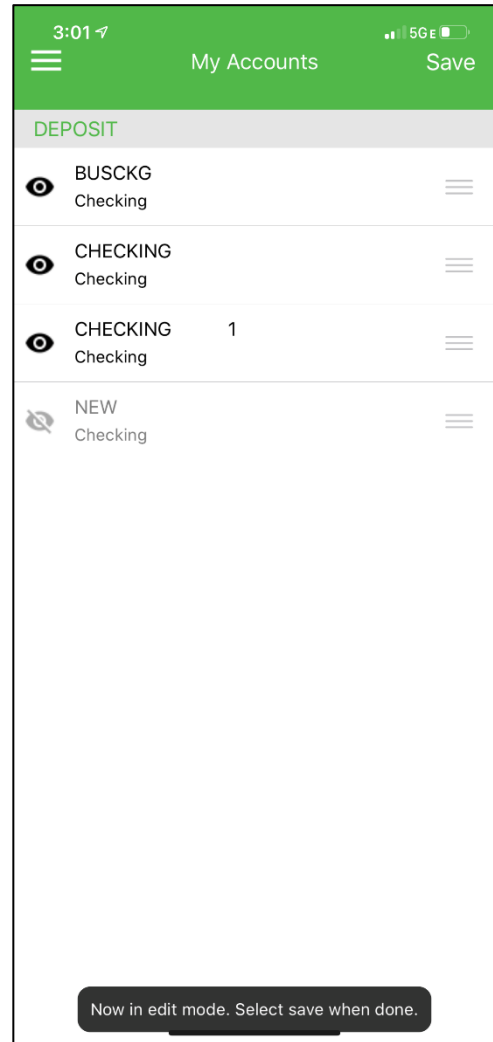 3:01 5GE
My Accounts Save
DEPOSIT
BUSCKG
Checking
CHECKING
Checking
CHECKING 1
Checking
NEW
Checking
Now in edit mode. Select save when done.